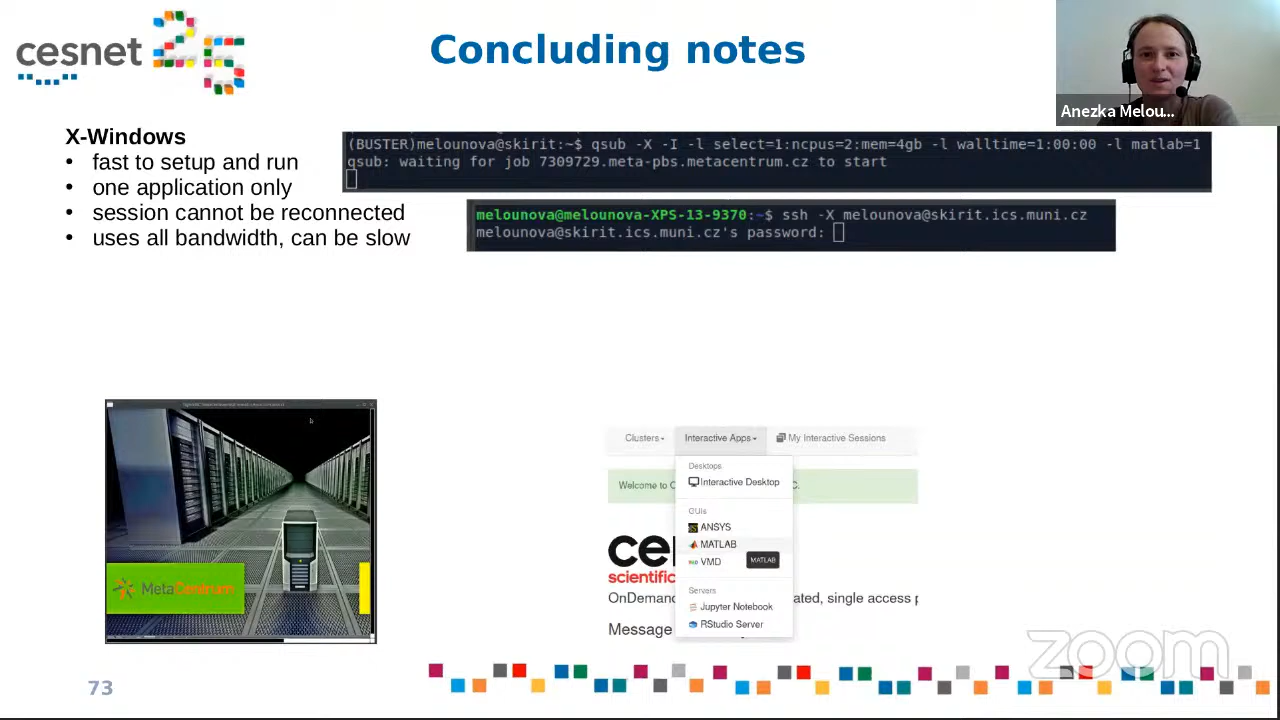 cesnet
Concluding notes
Anezka Melou...
X-Windows
• fast to setup and run
• one application only
• session cannot be reconnected
• uses all bandwidth, can be slow
(BUSTER)melounova@skirit:~$ qsub -X -I -l select=1:ncpus=2:mem=4gb -l walltime=1:00:00 -l matlab=1
qsub: waiting for job 7309729.meta-pbs.metacentrum.cz to start
melounova@melounova-XPS-13-9370:~$ ssh -X melounova@skirit.ics.muni.cz
melounova@skirit.ics.muni.cz's password:
MetaCentrum
Clusters Interactive Apps My Interactive Sessions
Desktops
Welcome to Interactive Desktop C.
GUIs
ANSYS
MATLAB
VMD MATLAB
ce
scientific
Servers
OnDeman Jupyter Notebook ated, single access p
Message RStudio Server
zoom
73